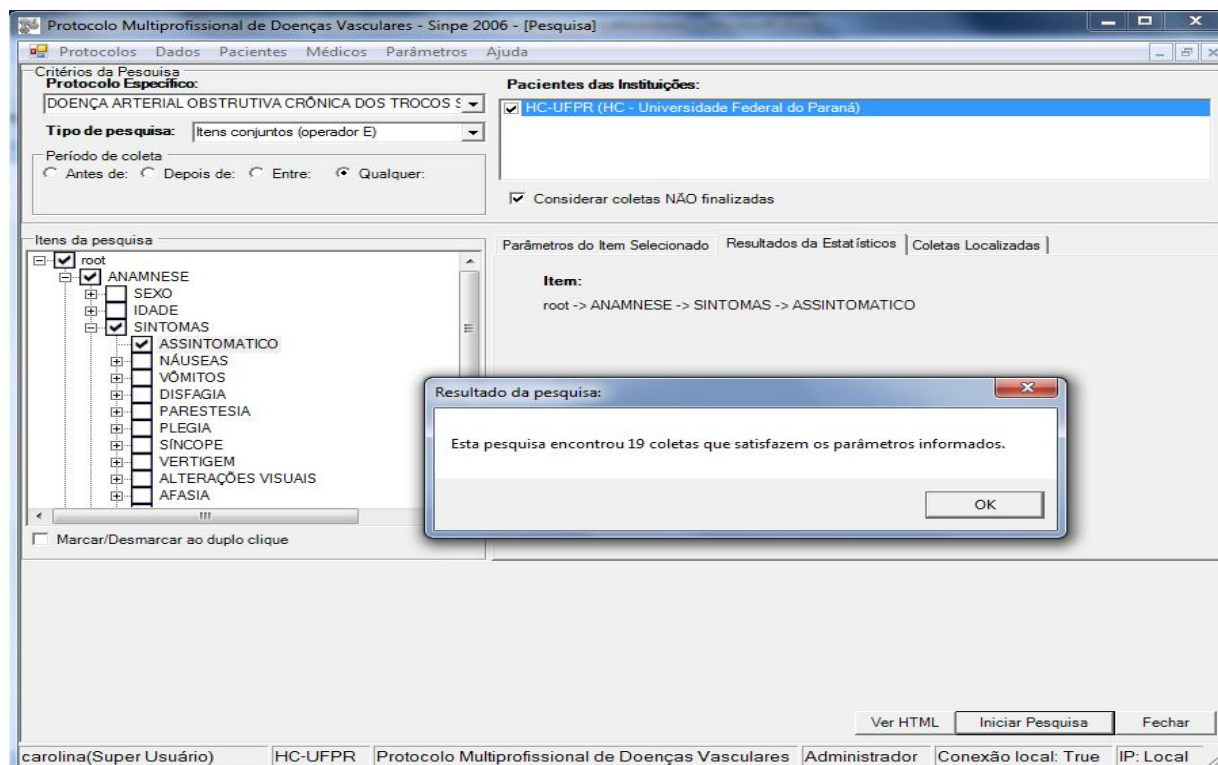 Protocolo Multiprofissional de Doenças Vasculares - Sinpe 2006 - [Pesquisa]
Protocolos Dados Pacientes Médicos Parâmetros Ajuda
Critérios da Pesquisa
Protocolo Específico:
DOENÇA ARTERIAL OBSTRUTIVA CRÔNICA DOS TROCOS S
Tipo de pesquisa: Itens conjuntos (operador E)
Período de coleta
Antes de: Depois de: Entre: Qualquer:
Pacientes das Instituições:
HC-UFPR (HC - Universidade Federal do Paraná)
Considerar coletas NÃO finalizadas
Itens da pesquisa
root
ANAMNESE
SEXO
IDADE
SINTOMAS
ASSINTOMATICO
NÁUSEAS
VÔMITOS
DISFAGIA
PARESTESIA
PLEGIA
SÍNCOPE
VERTIGEM
ALTERAÇÕES VISUAIS
AFASIA
Marcar/Desmarcar ao duplo clique
Parâmetros do Item Selecionado Resultados da Estatísticos Coletas Localizadas
Item:
root -> ANAMNESE -> SINTOMAS -> ASSINTOMATICO
Resultado da pesquisa:
Esta pesquisa encontrou 19 coletas que satisfazem os parâmetros informados.
OK
Ver HTML Iniciar Pesquisa Fechar
carolina(Super Usuário) HC-UFPR Protocolo Multiprofissional de Doenças Vasculares Administrador Conexão local: True IP: Local